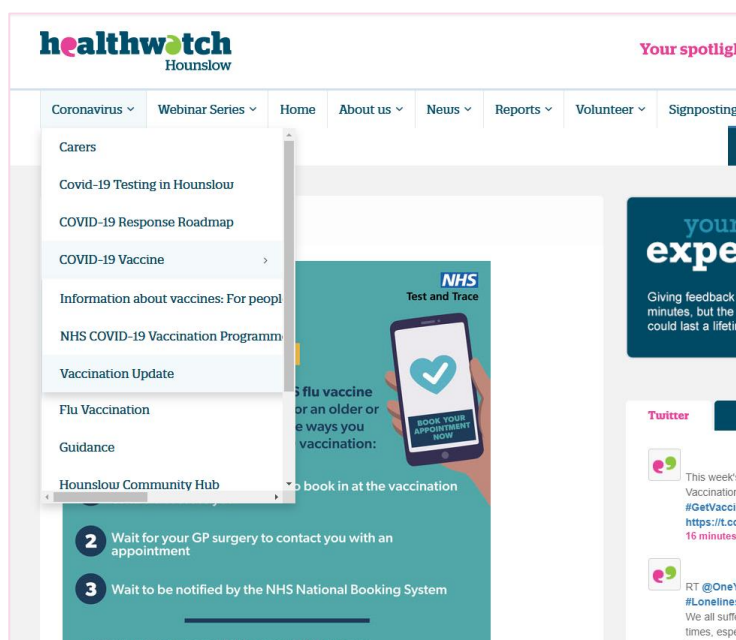 healthwatch
Hounslow
Your spotligh
Coronavirus Webinar Series Home About us News Reports Volunteer Signposting
Carers
Covid-19 Testing in Hounslow
COVID-19 Response Roadmap
COVID-19 Vaccine
Information about vaccines: For peopl
NHS COVID-19 Vaccination Programm
Vaccination Update
Flu Vaccination
Guidance
Hounslow Community Hub
NHS
Test and Trace
S flu vaccine
or an older or
e ways you
vaccination:
BOOK YOUR
APPOINTMENT
NOW
o book in at the vaccination
2 Wait for your GP surgery to contact you with an
appointment
3 Wait to be notified by the NHS National Booking System
your
expe
Giving feedback
minutes, but the
could last a lifeti
Twitter
This week's
Vaccination
#GetVacci
https://t.co
16 minutes
RT @OneY
#Lonelines
We all suffe
times, espe